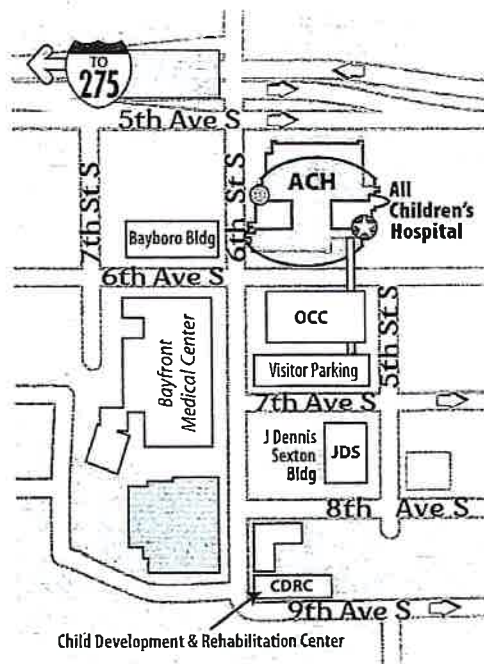 TO
275
5th Ave S
7th St S
6th St S
ACH
All
Children's
Hospital
Bayboro Bldg
6th Ave S
OCC
5th St S
Bayfront
Medical Center
Visitor Parking
7th Ave S
J Dennis
Sexton
Bldg
JDS
8th Ave S
CDRC
9th Ave S
Child Development & Rehabilitation Center